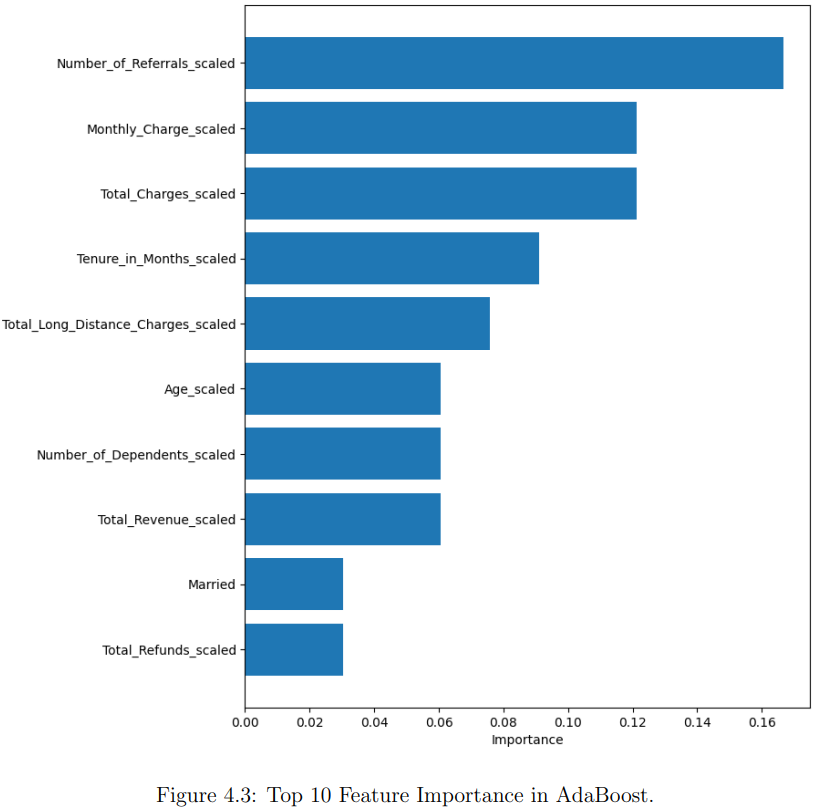 Number_of_Referrals_scaled
Monthly_Charge_scaled
Total_Charges_scaled
Tenure_in_Months_scaled
Total_Long_Distance_Charges_scaled
Age_scaled
Number_of_Dependents_scaled
Total_Revenue_scaled
Married
Total_Refunds_scaled
0.00 0.02 0.04 0.06 0.08 0.10 0.12 0.14 0.16
Importance
Figure 4.3: Top 10 Feature Importance in AdaBoost.